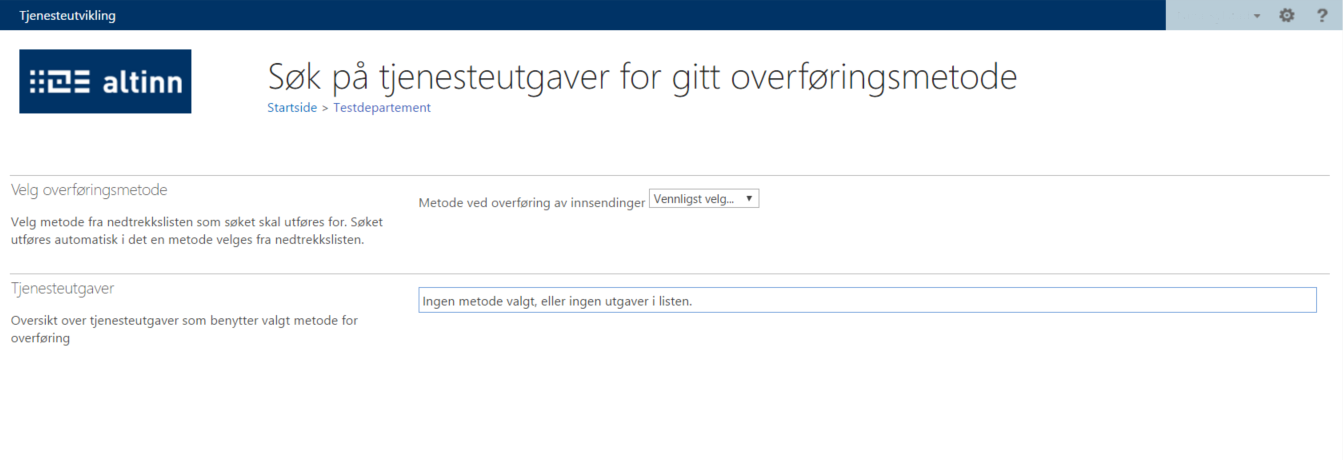 Tjenesteutvikling
?
altinn
Søk på tjenesteutgaver for gitt overføringsmetode
Startside > Testdepartement
Velg overføringsmetode
Metode ved overføring av innsendinger Vennligst velg...
Velg metode fra nedtrekkslisten som søket skal utføres for. Søket
utføres automatisk i det en metode velges fra nedtrekkslisten.
Tjenesteutgaver
Ingen metode valgt, eller ingen utgaver i listen.
Oversikt over tjenesteutgaver som benytter valgt metode for
overføring